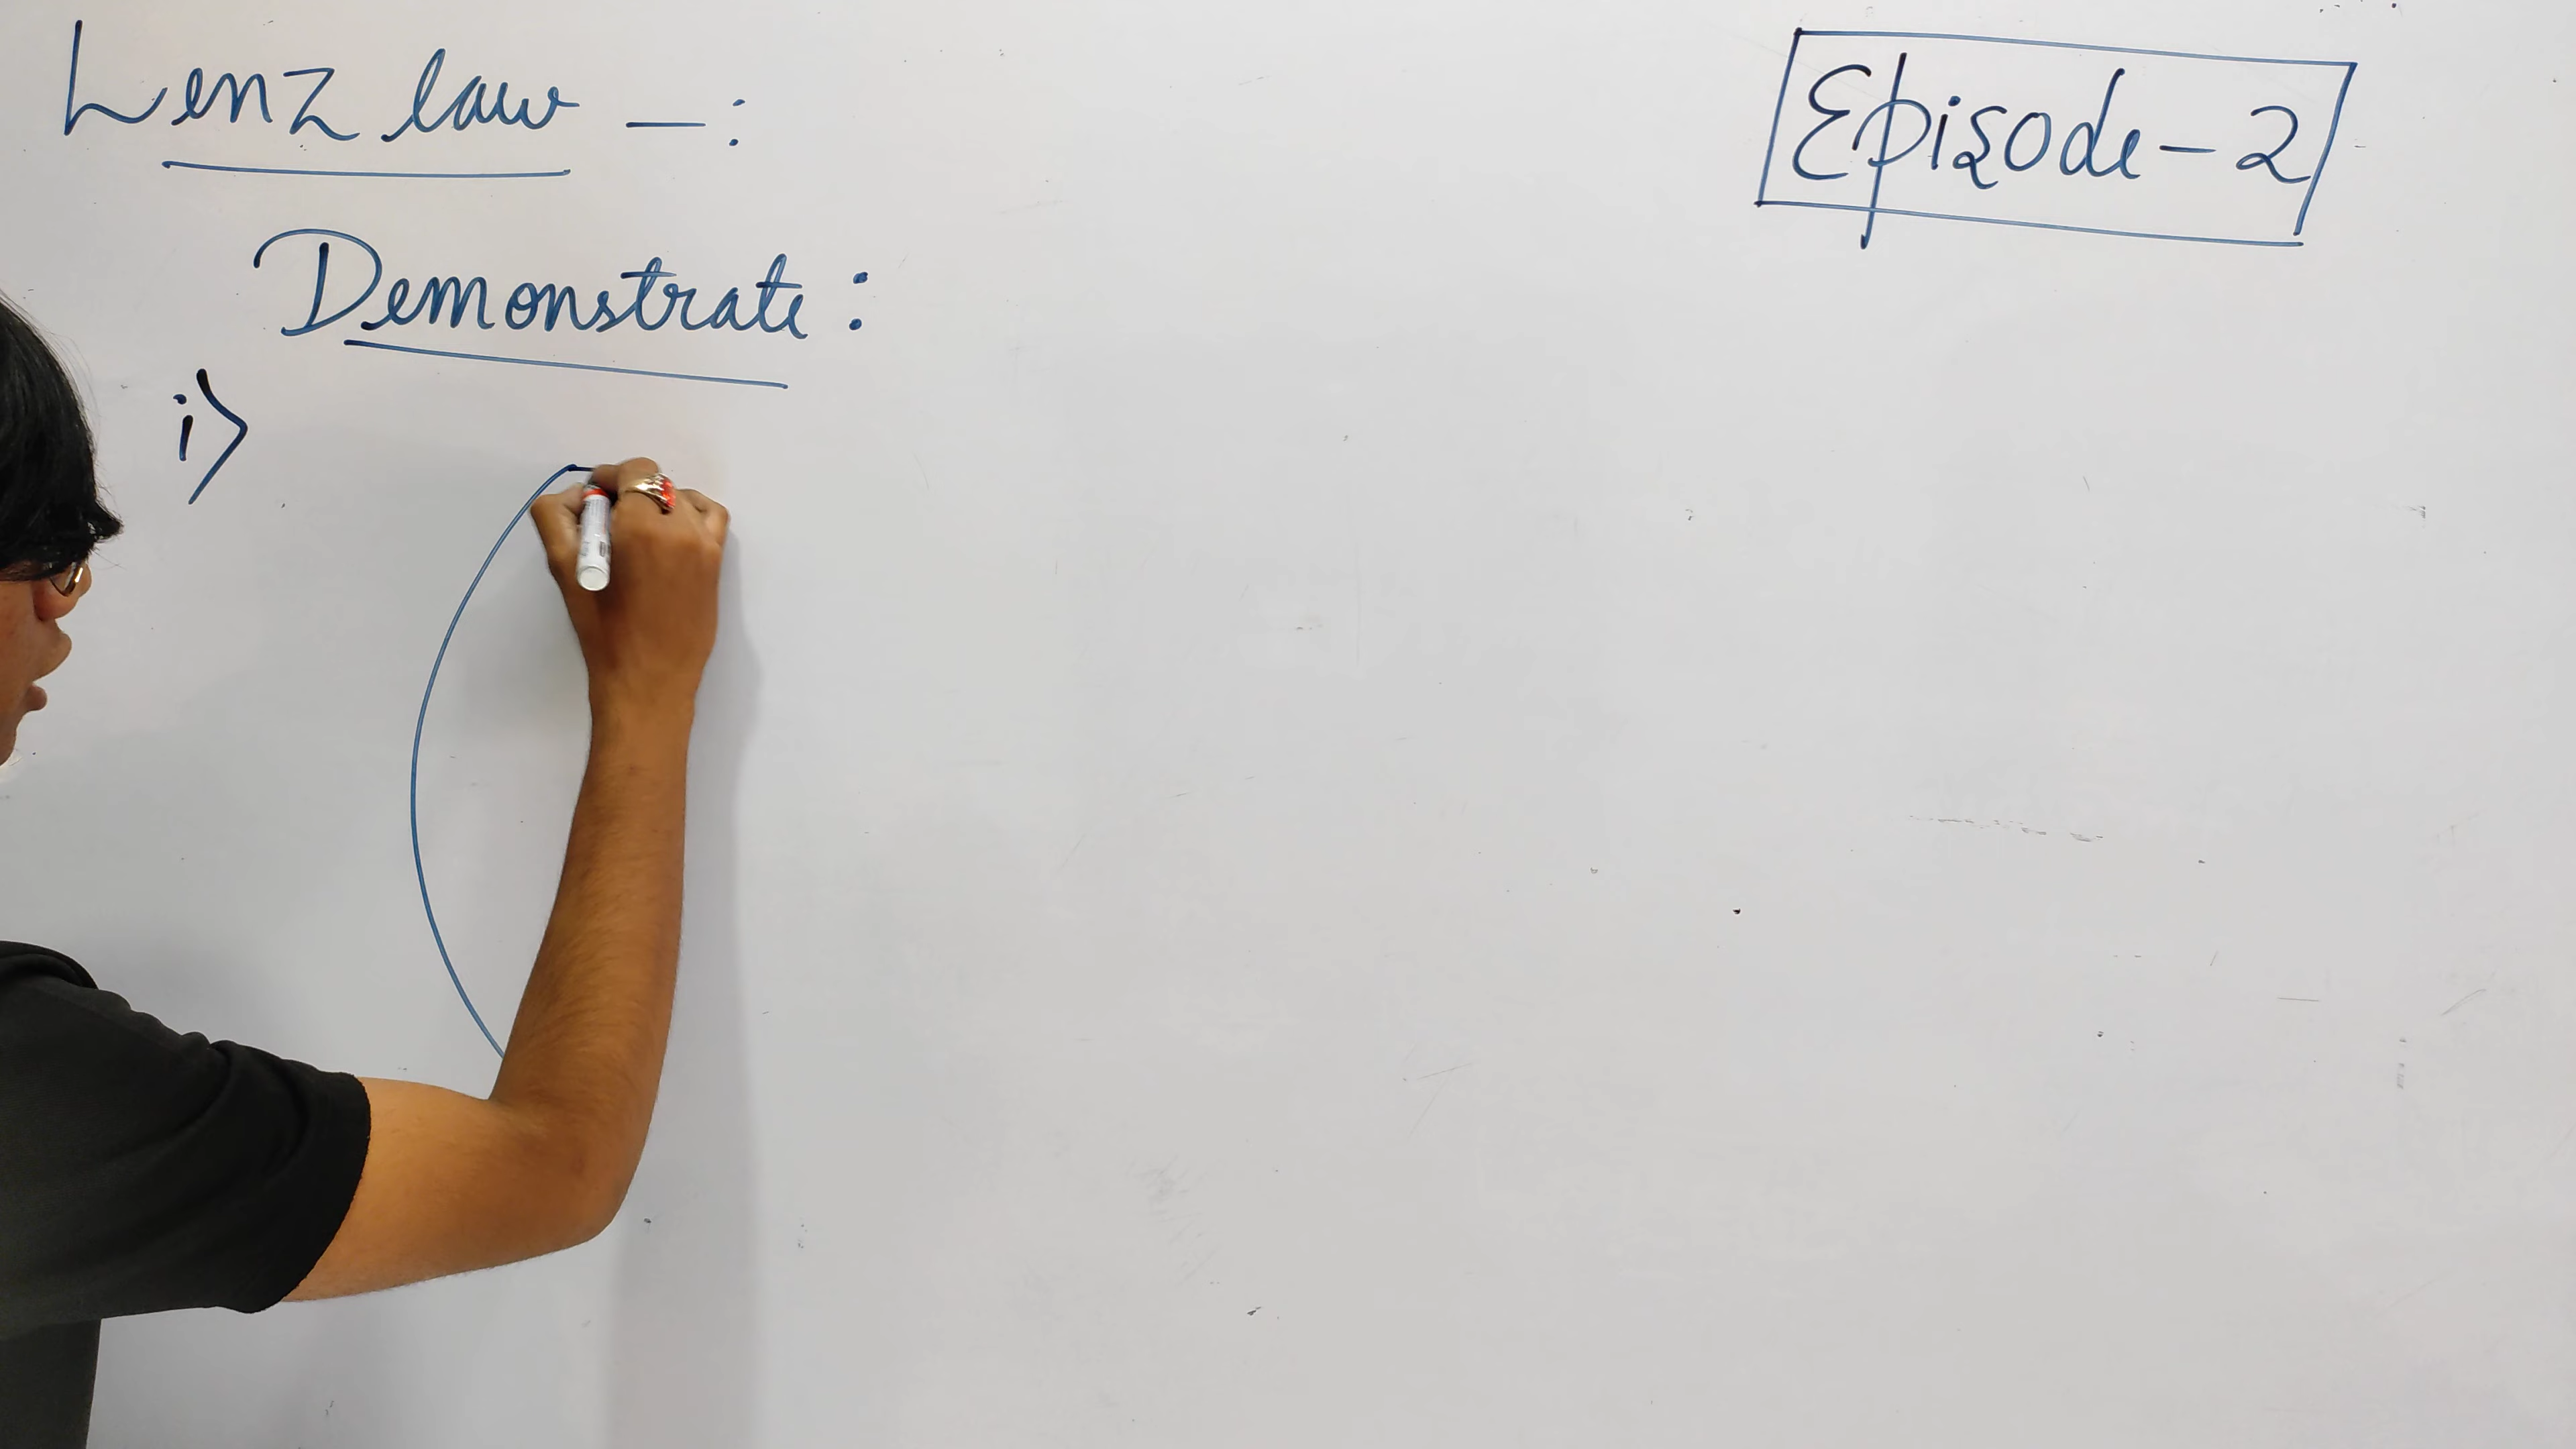 Lenz law —:
Episode - 2
Demonstrate :
i>